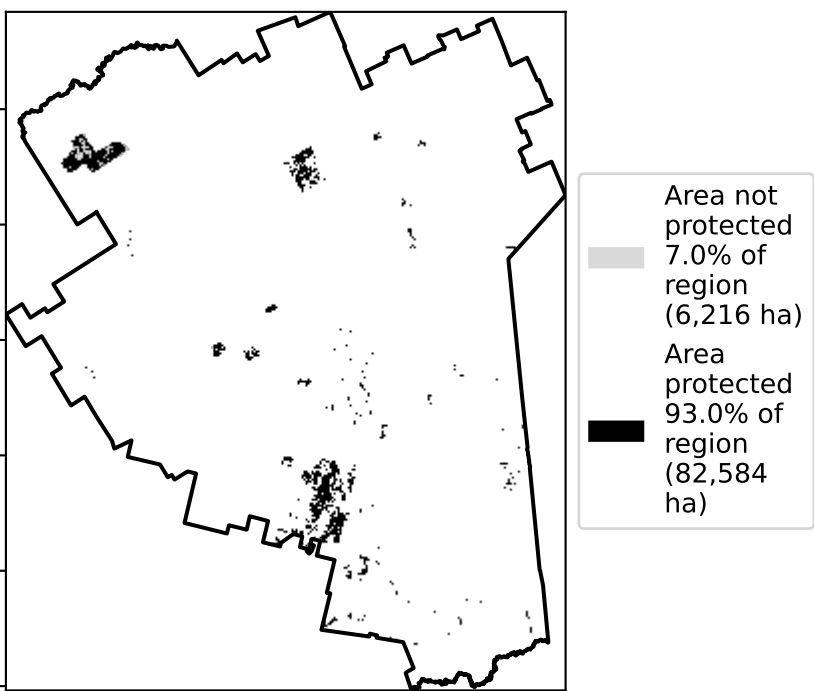 Area not
protected
7.0% of
region
(6,216 ha)
Area
protected
93.0% of
region
(82,584
ha)